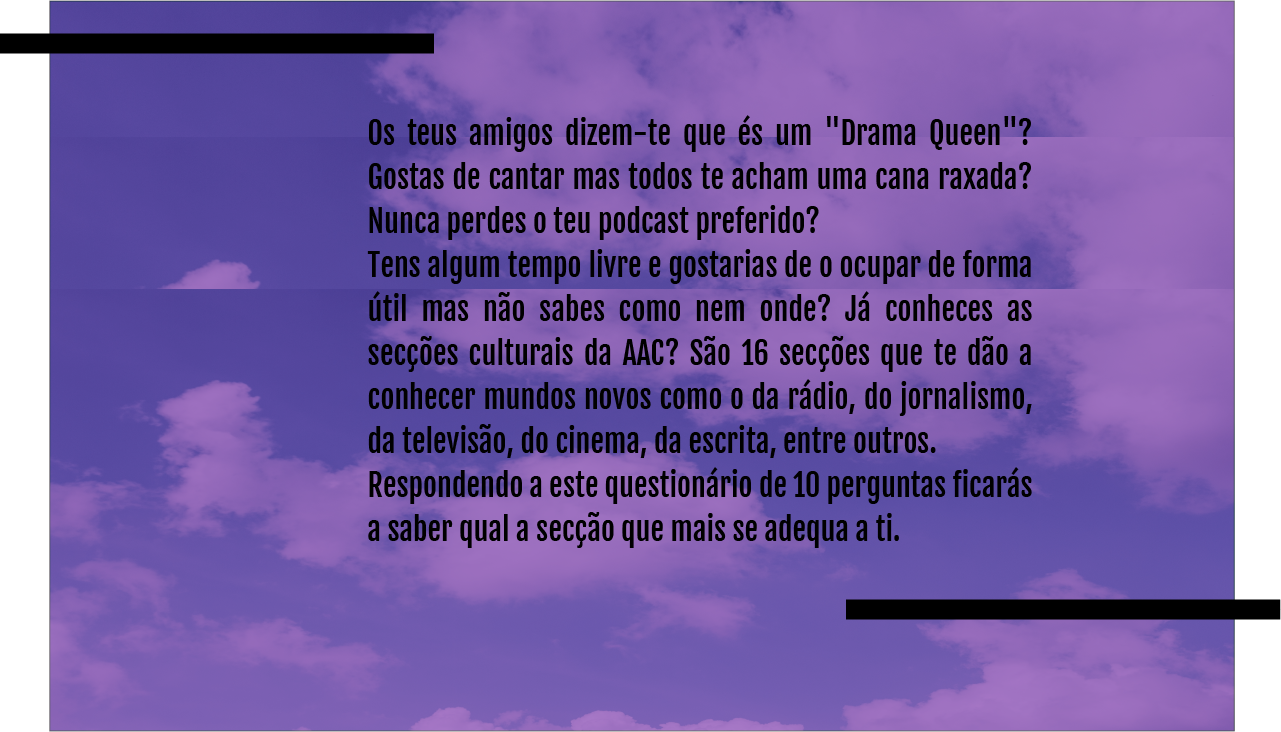 Os teus amigos dizem-te que és um "Drama Queen"?
Gostas de cantar mas todos te acham uma cana raxada?
Nunca perdes o teu podcast preferido?
Tens algum tempo livre e gostarias de o ocupar de forma
útil mas não sabes como nem onde? Já conheces as
secções culturais da AAC? São 16 secções que te dão a
conhecer mundos novos como o da rádio, do jornalismo,
da televisão, do cinema, da escrita, entre outros.
Respondendo a este questionário de 10 perguntas ficarás
a saber qual a secção que mais se adequa a ti.